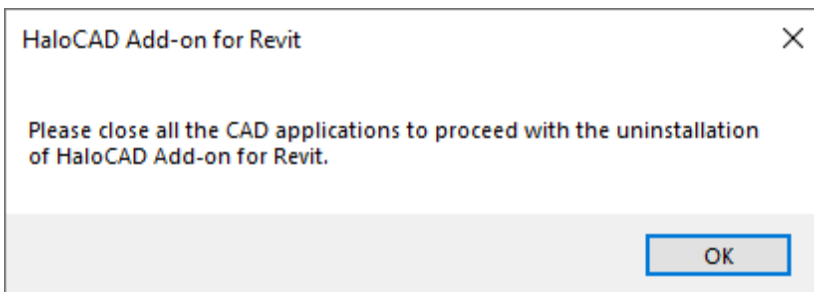 HaloCAD Add-on for Revit
Please close all the CAD applications to proceed with the uninstallation
of HaloCAD Add-on for Revit.
OK